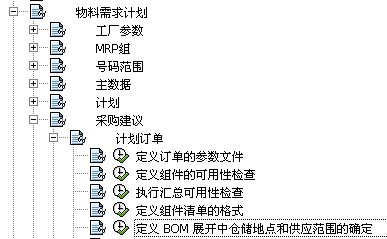 物料需求计划
工厂参数
MRP组
号码范围
主数据
计划
采购建议
计划订单
定义订单的参数文件
定义组件的可用性检查
执行汇总可用性检查
定义组件清单的格式
定义 BOM 展开中仓储地点和供应范围的确定